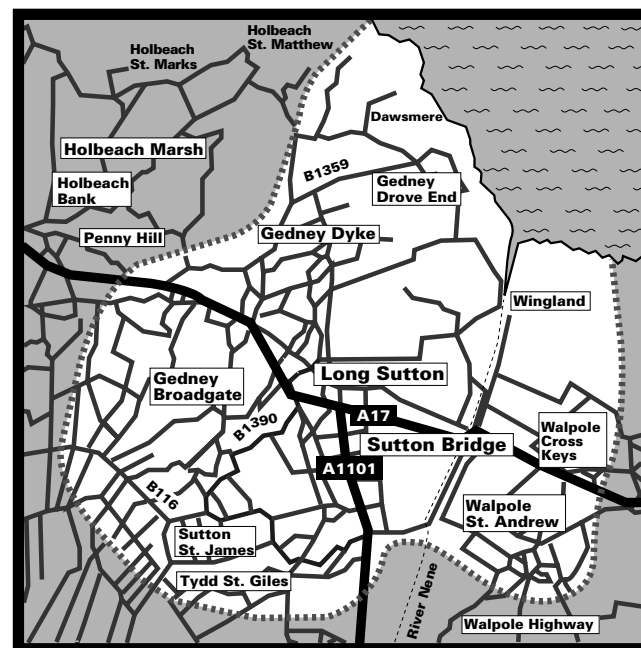 Holbeach
St. Matthew
Holbeach
St. Marks
Dawsmere
Holbeach Marsh
B1359
Holbeach
Bank
Gedney
Drove End
Penny Hill
Gedney Dyke
Wingland
Gedney
Broadgate
Long Sutton
A17
B1390
Sutton Bridge
Walpole
Cross
Keys
A1101
B116
Walpole
St. Andrew
Sutton
St. James
Tydd St. Giles
River Nene
Walpole Highway